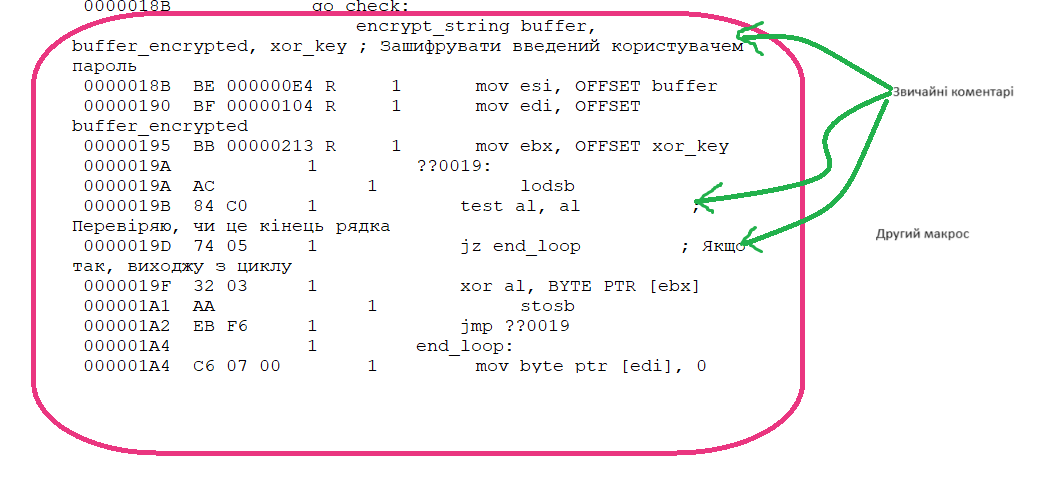 0000018B go_check:
encrypt_string buffer,
buffer_encrypted, xor_key ; Зашифрувати введений користувачем
пароль
0000018B BE 000000E4 R 1 mov esi, OFFSET buffer
00000190 BF 00000104 R 1 mov edi, OFFSET
buffer_encrypted
00000195 BB 00000213 R 1 mov ebx, OFFSET xor_key
0000019A 1 ??0019:
0000019A AC 1 lodsb
0000019B 84 C0 1 test al, al ;
Перевіряю, чи це кінець рядка
0000019D 74 05 1 jz end_loop ; Якщо
так, виходжу з циклу
0000019F 32 03 1 xor al, BYTE PTR [ebx]
000001A1 AA 1 stosb
000001A2 EB F6 1 jmp ??0019
000001A4 1 end_loop:
000001A4 C6 07 00 1 mov byte ptr [edi], 0
Звичайні коментарі
Другий макрос